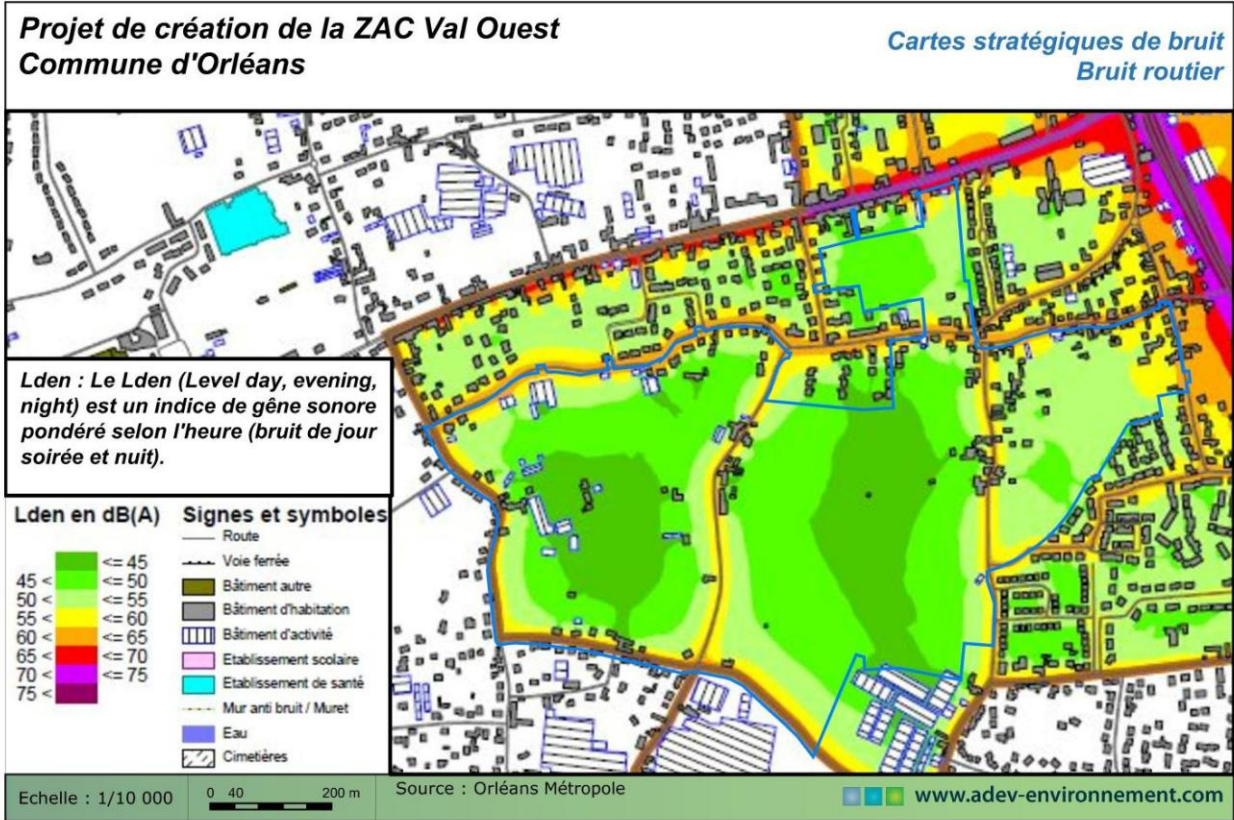 Projet de création de la ZAC Val Ouest
Commune d'Orléans
Cartes stratégiques de bruit
Bruit routier
Lden : Le Lden (Level day, evening,
night) est un indice de gêne sonore
pondéré selon l'heure (bruit de jour
soirée et nuit).
Lden en dB(A)
<= 45
45 < <= 50
50 < <= 55
55 < <= 60
60 < <= 65
65 < <= 70
70 < <= 75
75 <
Signes et symboles
Route
Voie ferrée
Bâtiment autre
Bâtiment d'habitation
Bâtiment d'activité
Etablissement scolaire
Etablissement de santé
Mur anti bruit / Muret
Eau
Cimetières
Echelle : 1/10 000
0 40 200 m
Source : Orléans Métropole
www.adev-environnement.com